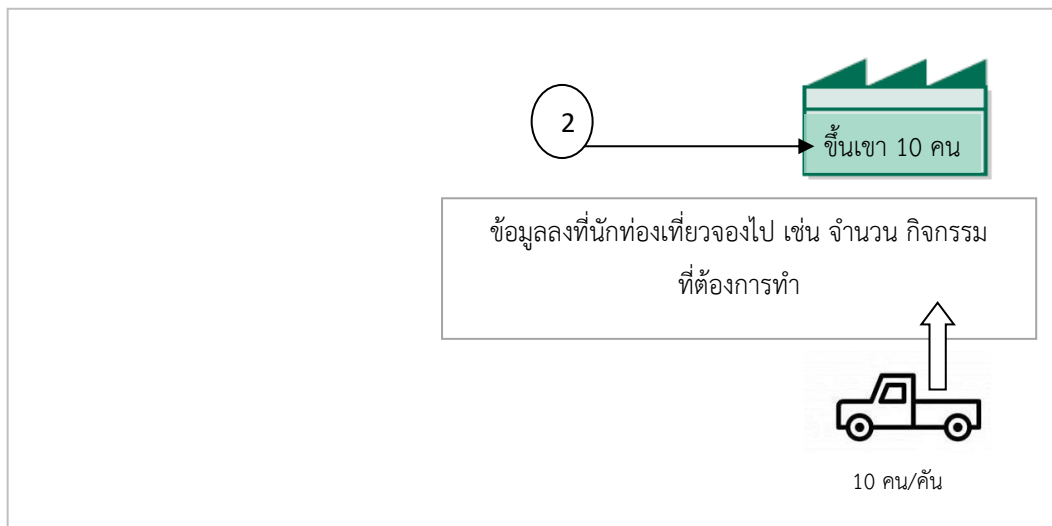 2
ขึ้นเขา 10 คน
ข้อมูลลงที่นักท่องเที่ยวจองไป เช่น จำนวน กิจกรรม
ที่ต้องการทำ
10 คน/คัน